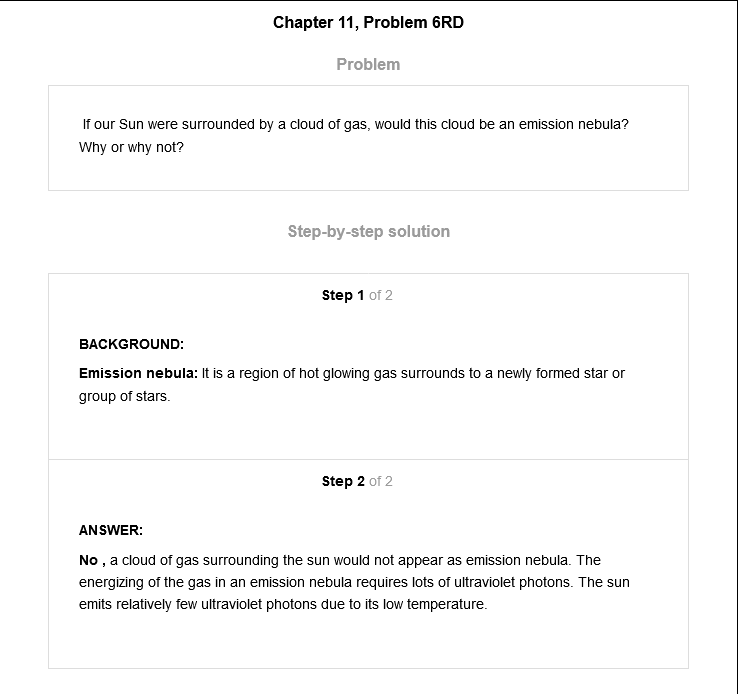 Chapter 11, Problem 6RD
Problem
If our Sun were surrounded by a cloud of gas, would this cloud be an emission nebula?
Why or why not?
Step-by-step solution
Step 1 of 2
BACKGROUND:
Emission nebula: It is a region of hot glowing gas surrounds to a newly formed star or
group of stars.
Step 2 of 2
ANSWER:
No , a cloud of gas surrounding the sun would not appear as emission nebula. The
energizing of the gas in an emission nebula requires lots of ultraviolet photons. The sun
emits relatively few ultraviolet photons due to its low temperature.